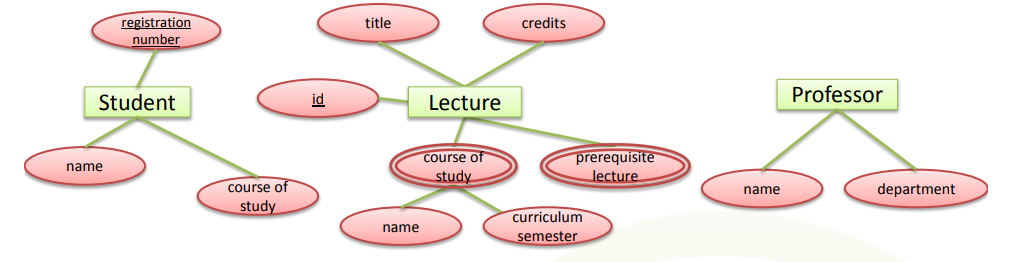 registration
number
title
credits
Student
id
Lecture
Professor
name
course of
study
course of
study
prerequisite
lecture
name
department
name
curriculum
semester